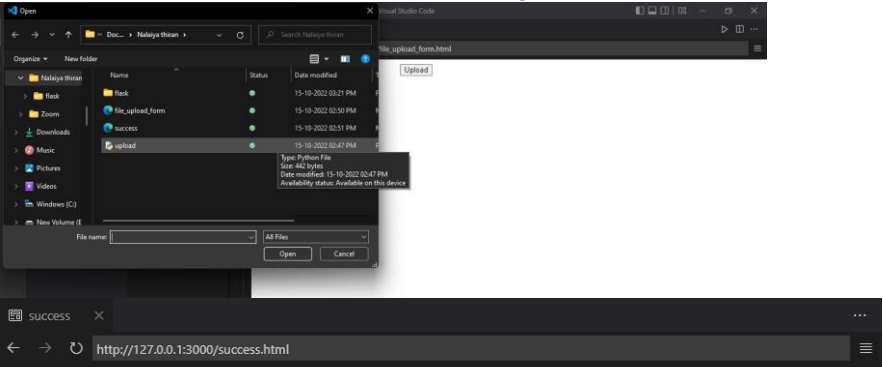 Open
Visual Studio Code
Doc... › Nalaiya thiran ›
Search Nalaiya thiran
file_upload_form.html
Organize
New folder
Upload
Nalaiya thiran
Name
Status
Date modified
flask
flask
15-10-2022 03:21 PM
Zoom
file_upload_form
15-10-2022 02:50 PM
Downloads
success
15-10-2022 02:51 PM
Music
upload
15-10-2022 02:47 PM
Type: Python File
Size: 442 bytes
Pictures
Date modified: 15-10-2022 02:47 PM
Videos
Availability status: Available on this device
Windows (C:)
New Volume (E
File name:
All Files
Open
Cancel
success
http://127.0.0.1:3000/success.html